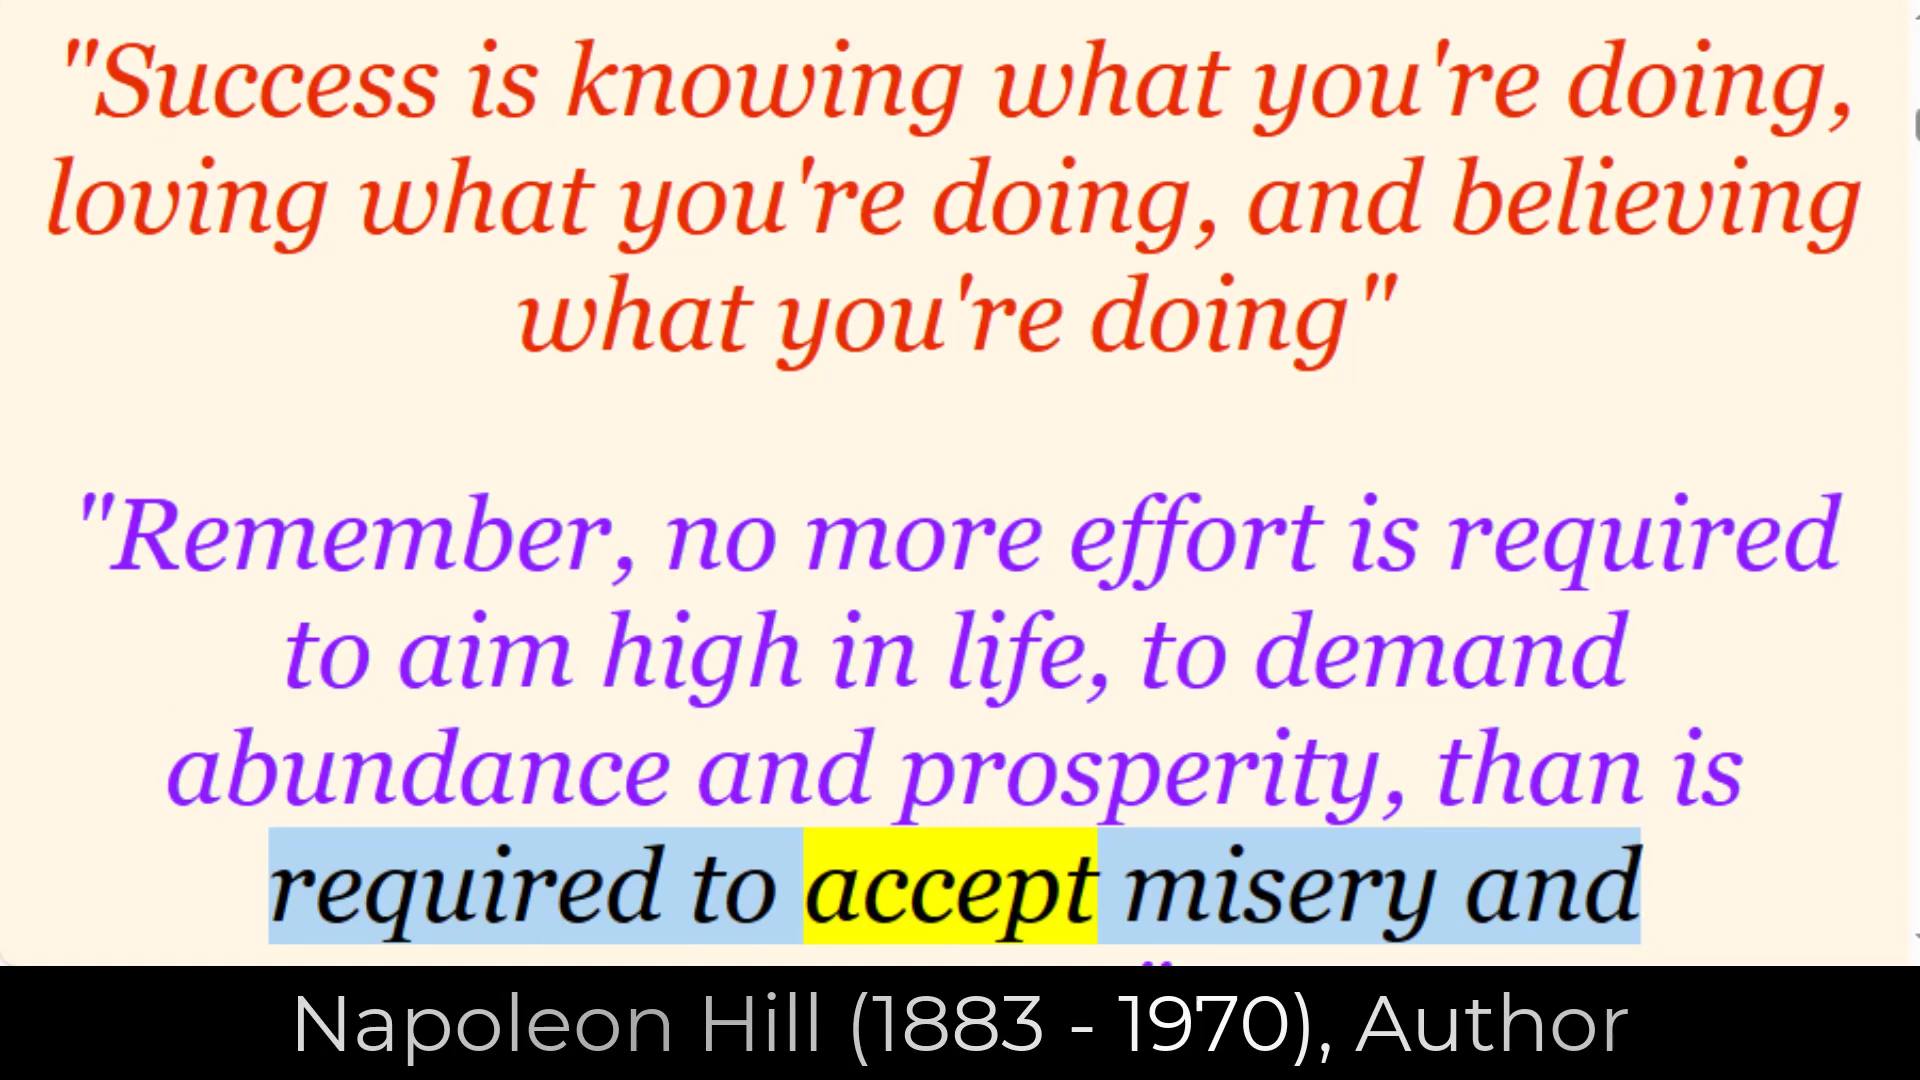 "Success is knowing what you're doing,
loving what you're doing, and believing
what you're doing"
"Remember, no more effort is required
to aim high in life, to demand
abundance and prosperity, than is
required to accept misery and
Napoleon Hill (1883 - 1970), Author